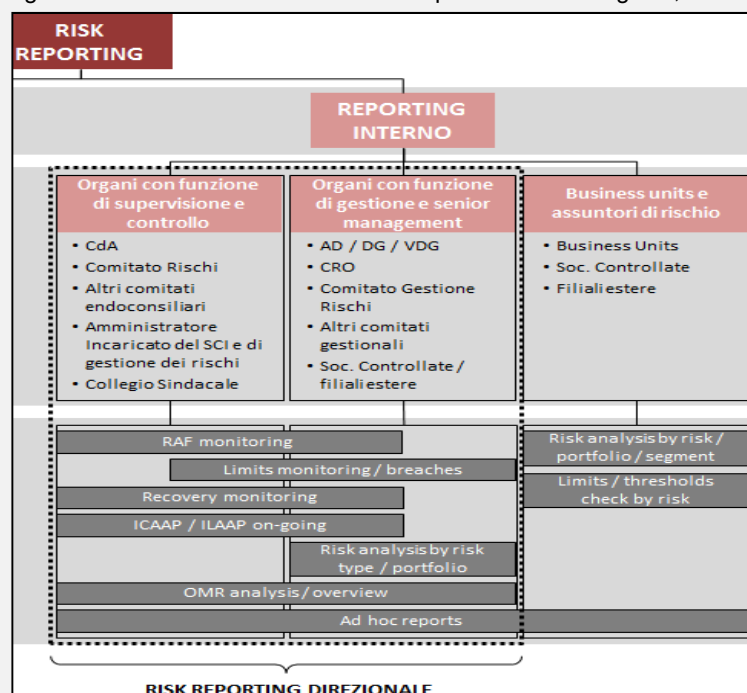 RISK
REPORTING
REPORTING
INTERNO
Organi con funzione
di supervisione e
controllo
• CdA
• Comitato Rischi
• Altri comitati
endoconsiliari
• Amministratore
Incaricato del SCI e di
gestione dei rischi
• Collegio Sindacale
Organi con funzione
di gestione e senior
management
• AD / DG / VDG
• CRO
• Comitato Gestione
Rischi
• Altri comitati
gestionali
• Soc. Controllate /
filiali estere
Business units e
assuntori di rischio
• Business Units
• Soc. Controllate
• Filiali estere
RAF monitoring
Limits monitoring / breaches
Recovery monitoring
ICAAP / ILAAP on-going
Risk analysis by risk
type / portfolio
OMR analysis / overview
Ad hoc reports
Risk analysis by risk /
portfolio / segment
Limits / thresholds
check by risk
RISK REPORTING DIREZIONALE